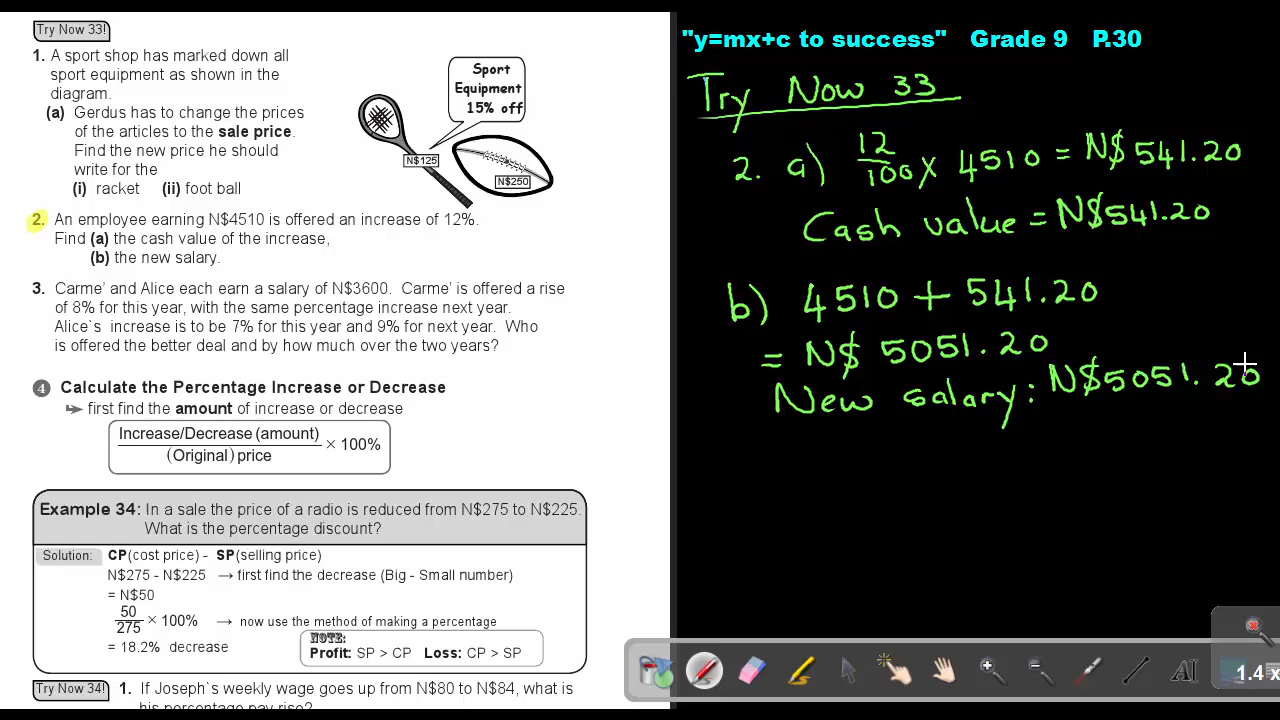 Try Now 33!
1. A sport shop has marked down all
sport equipment as shown in the
diagram.
(a) Gerdus has to change the prices
of the articles to the sale price.
Find the new price he should
write for the
(i) racket (ii) foot ball
Sport
Equipment
15% off
N$125
N$250
2. An employee earning N$4510 is offered an increase of 12%.
Find (a) the cash value of the increase,
(b) the new salary.
3. Carme' and Alice each earn a salary of N$3600. Carme' is offered a rise
of 8% for this year, with the same percentage increase next year.
Alice`s increase is to be 7% for this year and 9% for next year. Who
is offered the better deal and by how much over the two years?
4 Calculate the Percentage Increase or Decrease
first find the amount of increase or decrease
Increase/Decrease (amount)
(Original) price
× 100%
Example 34: In a sale the price of a radio is reduced from N$275 to N$225.
What is the percentage discount?
Solution: CP(cost price) - SP(selling price)
N$275 - N$225 → first find the decrease (Big - Small number)
= N$50
50
275
× 100% → now use the method of making a percentage
= 18.2% decrease
NOTE:
Profit: SP > CP Loss: CP > SP
Try Now 34! 1. If Joseph`s weekly wage goes up from N$80 to N$84, what is
his percentage pay rise?
"y=mx+c to success" Grade 9 P.30
Try Now 33
2. a) 12/100 × 4510 = N$541.20
Cash value = N$541.20
b) 4510 + 541.20
= N$ 5051.20
New salary: N$5051.20
AI
1.4 x